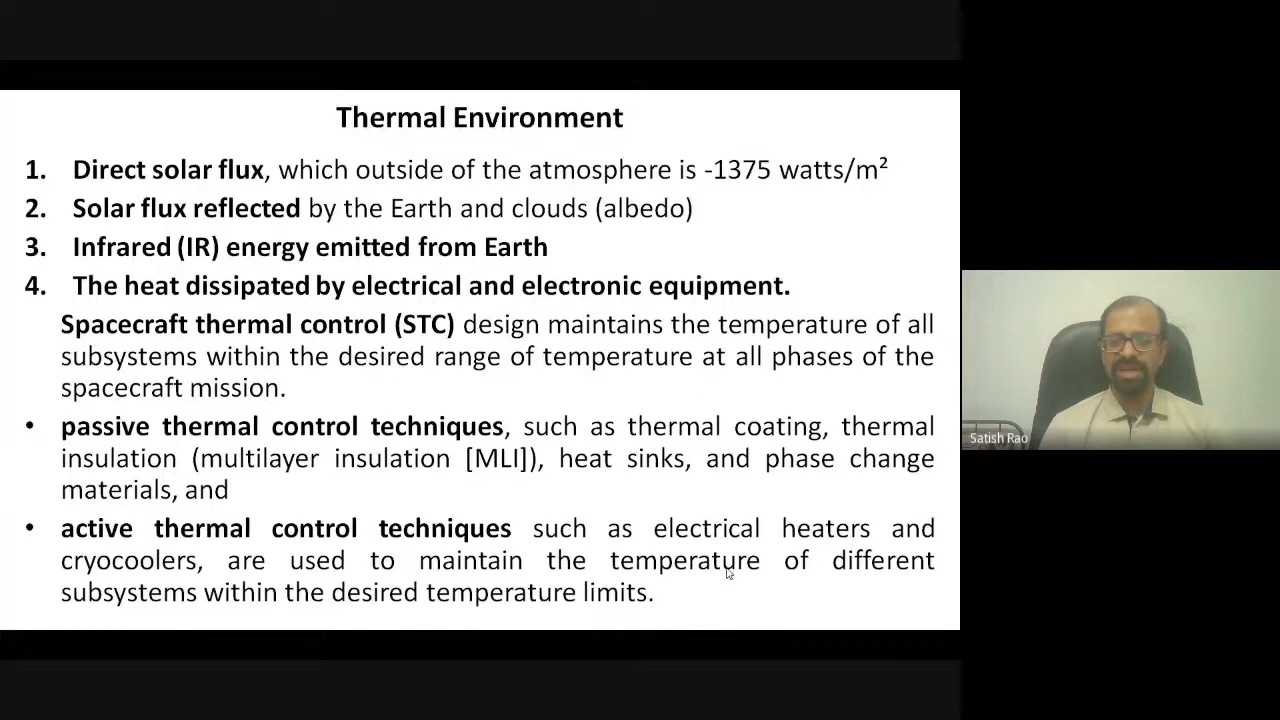 Thermal Environment
1. Direct solar flux, which outside of the atmosphere is -1375 watts/m²
2. Solar flux reflected by the Earth and clouds (albedo)
3. Infrared (IR) energy emitted from Earth
4. The heat dissipated by electrical and electronic equipment.
Spacecraft thermal control (STC) design maintains the temperature of all
subsystems within the desired range of temperature at all phases of the
spacecraft mission.
• passive thermal control techniques, such as thermal coating, thermal
insulation (multilayer insulation [MLI]), heat sinks, and phase change
materials, and
• active thermal control techniques such as electrical heaters and
cryocoolers, are used to maintain the temperature of different
subsystems within the desired temperature limits.
Satish Rao